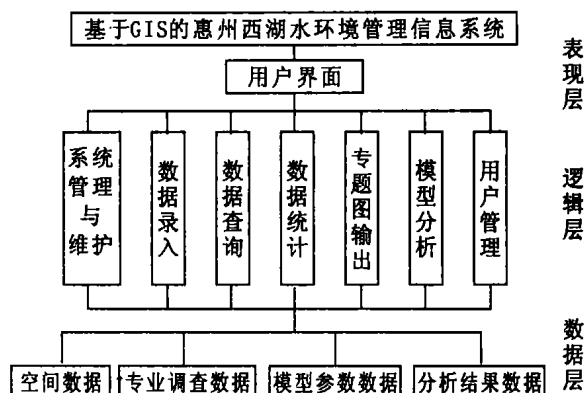 基于GIS的惠州西湖水环境管理信息系统
用户界面
表现层
系统管理与维护
数据录入
数据查询
数据统计
专题图输出
模型分析
用户管理
逻辑层
空间数据
专业调查数据
模型参数数据
分析结果数据
数据层